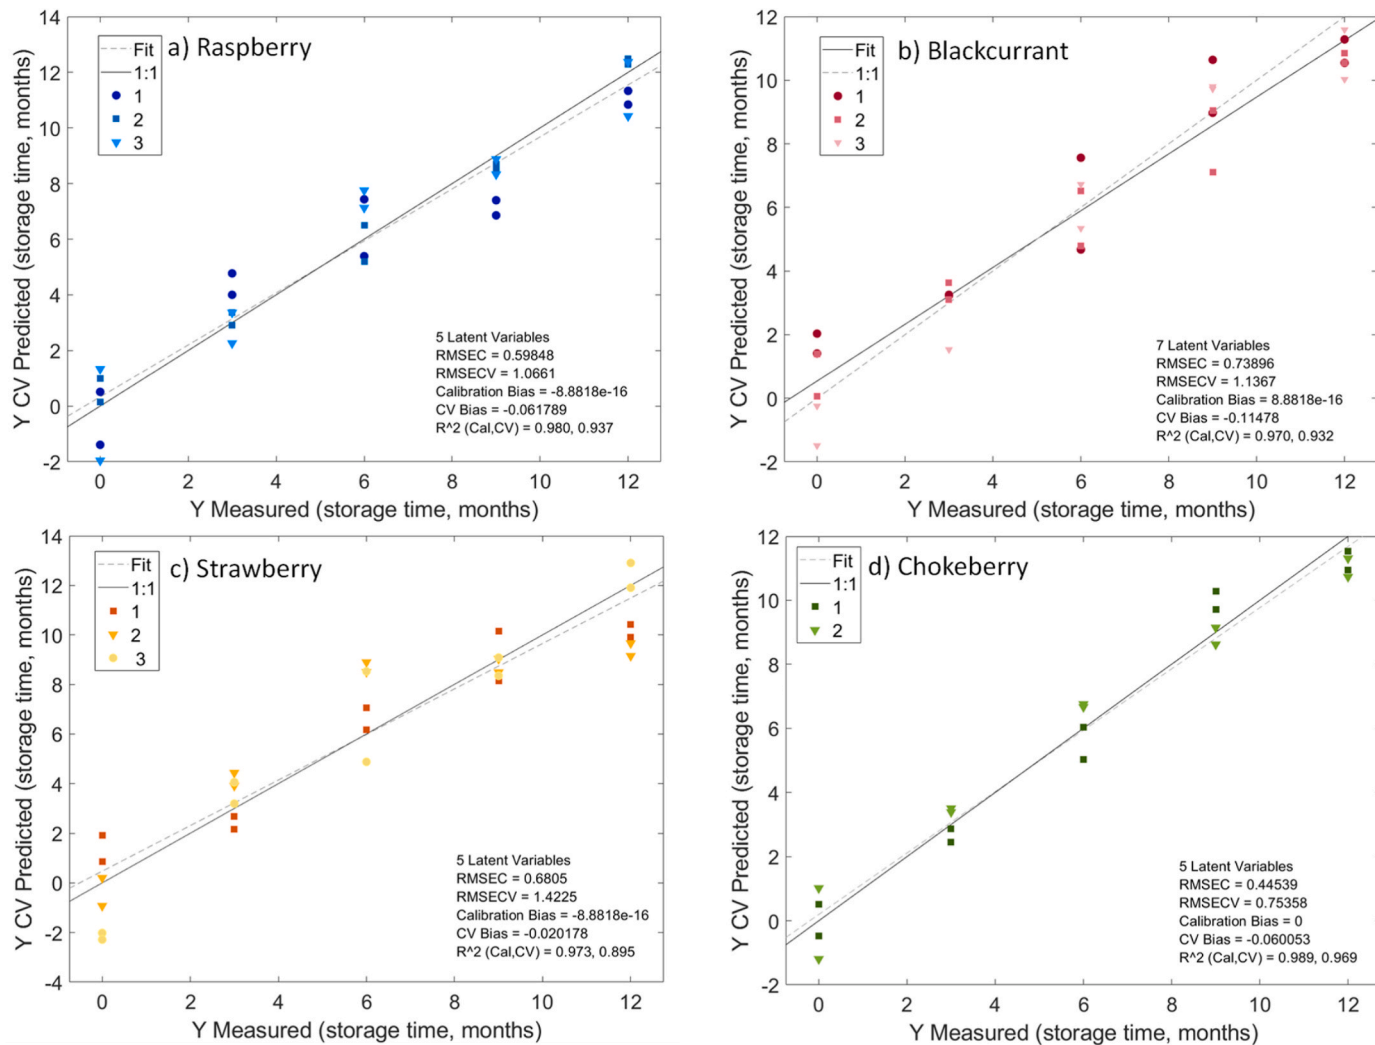 a) Raspberry
Fit
1:1
1
2
3
14
12
10
8
6
4
2
0
-2
Y CV Predicted (storage time, months)
5 Latent Variables
RMSEC = 0.59848
RMSECV = 1.0661
Calibration Bias = -8.8818e-16
CV Bias = -0.061789
R^2 (Cal,CV) = 0.980, 0.937
0 2 4 6 8 10 12
Y Measured (storage time, months)
b) Blackcurrant
Fit
1:1
1
2
3
12
10
8
6
4
2
0
-2
Y CV Predicted (storage time, months)
7 Latent Variables
RMSEC = 0.73896
RMSECV = 1.1367
Calibration Bias = 8.8818e-16
CV Bias = -0.11478
R^2 (Cal,CV) = 0.970, 0.932
0 2 4 6 8 10 12
Y Measured (storage time, months)
c) Strawberry
Fit
1:1
1
2
3
14
12
10
8
6
4
2
0
-2
-4
Y CV Predicted (storage time, months)
5 Latent Variables
RMSEC = 0.6805
RMSECV = 1.4225
Calibration Bias = -8.8818e-16
CV Bias = -0.020178
R^2 (Cal,CV) = 0.973, 0.895
0 2 4 6 8 10 12
Y Measured (storage time, months)
d) Chokeberry
Fit
1:1
1
2
12
10
8
6
4
2
0
-2
Y CV Predicted (storage time, months)
5 Latent Variables
RMSEC = 0.44539
RMSECV = 0.75358
Calibration Bias = 0
CV Bias = -0.060053
R^2 (Cal,CV) = 0.989, 0.969
0 2 4 6 8 10 12
Y Measured (storage time, months)